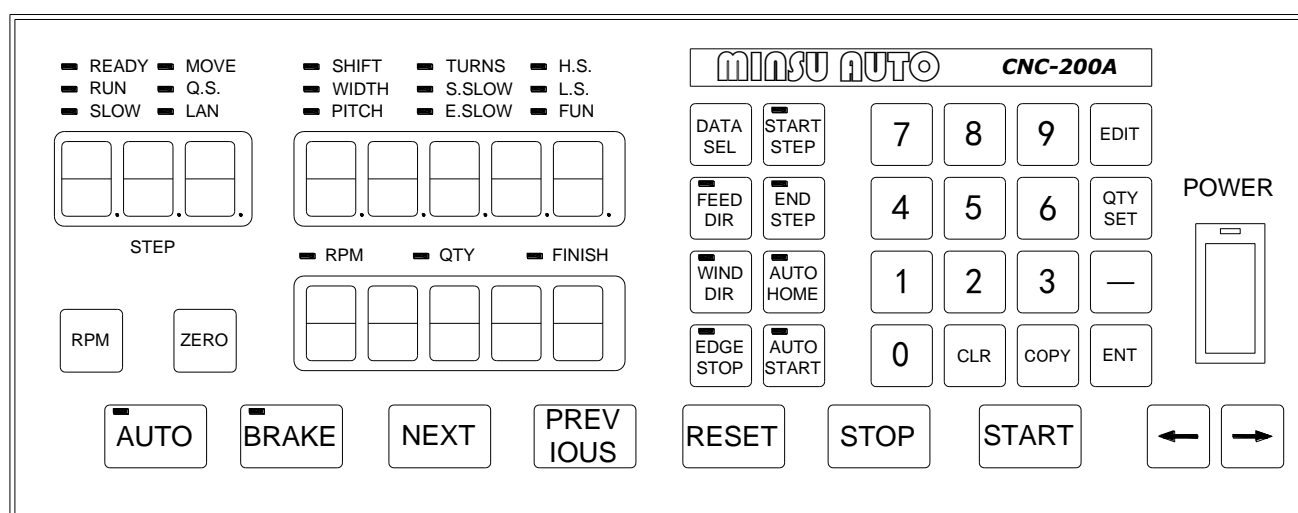 READY MOVE SHIFT TURNS H.S.
RUN Q.S. WIDTH S.SLOW L.S.
SLOW LAN PITCH E.SLOW FUN
STEP
RPM QTY FINISH
RPM ZERO
MINSU AUTO CNC-200A
DATA
SEL
START
STEP
7 8 9 EDIT
FEED
DIR
END
STEP
4 5 6
QTY
SET
WIND
DIR
AUTO
HOME
1 2 3 —
EDGE
STOP
AUTO
START
0 CLR COPY ENT
POWER
AUTO BRAKE NEXT
PREV
IOUS
RESET STOP START ← →